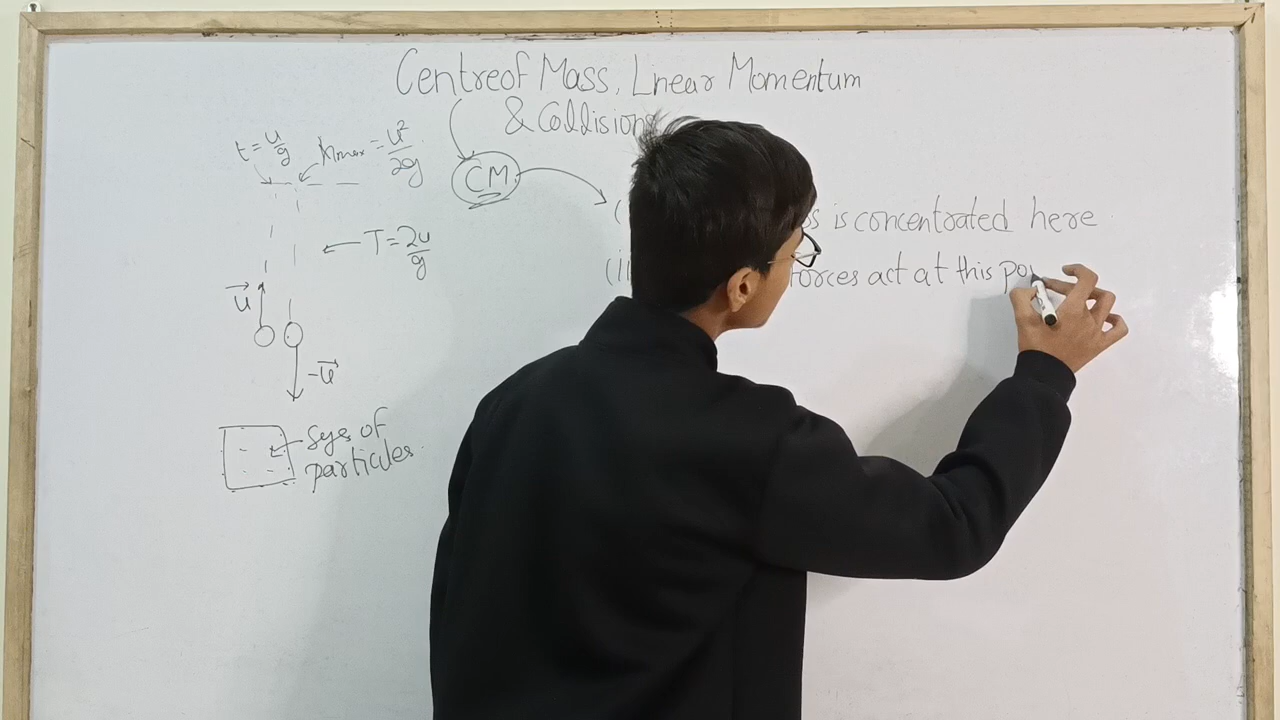 Centre of Mass, Linear Momentum
& Collisions
t = u/g
hmax = u²/2g
CM
T = 2u/g
u⃗
-u⃗
sys of
particles
is concentrated here
(ii
forces act at this po